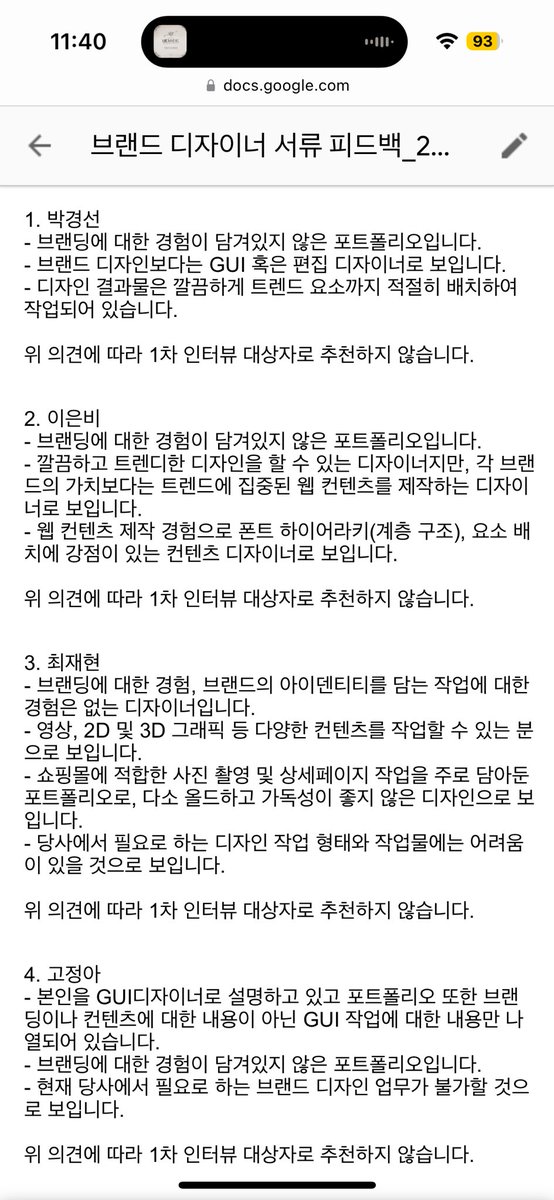 11:40
93
docs.google.com
브랜드 디자이너 서류 피드백_2...
1. 박경선
- 브랜딩에 대한 경험이 담겨있지 않은 포트폴리오입니다.
- 브랜드 디자인보다는 GUI 혹은 편집 디자이너로 보입니다.
- 디자인 결과물은 깔끔하게 트렌드 요소까지 적절히 배치하여
작업되어 있습니다.
위 의견에 따라 1차 인터뷰 대상자로 추천하지 않습니다.
2. 이은비
- 브랜딩에 대한 경험이 담겨있지 않은 포트폴리오입니다.
- 깔끔하고 트렌디한 디자인을 할 수 있는 디자이너지만, 각 브랜
드의 가치보다는 트렌드에 집중된 웹 컨텐츠를 제작하는 디자이
너로 보입니다.
- 웹 컨텐츠 제작 경험으로 폰트 하이어라키(계층 구조), 요소 배
치에 강점이 있는 컨텐츠 디자이너로 보입니다.
위 의견에 따라 1차 인터뷰 대상자로 추천하지 않습니다.
3. 최재현
- 브랜딩에 대한 경험, 브랜드의 아이덴티티를 담는 작업에 대한
경험은 없는 디자이너입니다.
- 영상, 2D 및 3D 그래픽 등 다양한 컨텐츠를 작업할 수 있는 분
으로 보입니다.
- 쇼핑몰에 적합한 사진 촬영 및 상세페이지 작업을 주로 담아둔
포트폴리오로, 다소 올드하고 가독성이 좋지 않은 디자인으로 보
입니다.
- 당사에서 필요로 하는 디자인 작업 형태와 작업물에는 어려움
이 있을 것으로 보입니다.
위 의견에 따라 1차 인터뷰 대상자로 추천하지 않습니다.
4. 고정아
- 본인을 GUI디자이너로 설명하고 있고 포트폴리오 또한 브랜
딩이나 컨텐츠에 대한 내용이 아닌 GUI 작업에 대한 내용만 나
열되어 있습니다.
- 브랜딩에 대한 경험이 담겨있지 않은 포트폴리오입니다.
- 현재 당사에서 필요로 하는 브랜드 디자인 업무가 불가할 것으
로 보입니다.
위 의견에 따라 1차 인터뷰 대상자로 추천하지 않습니다.